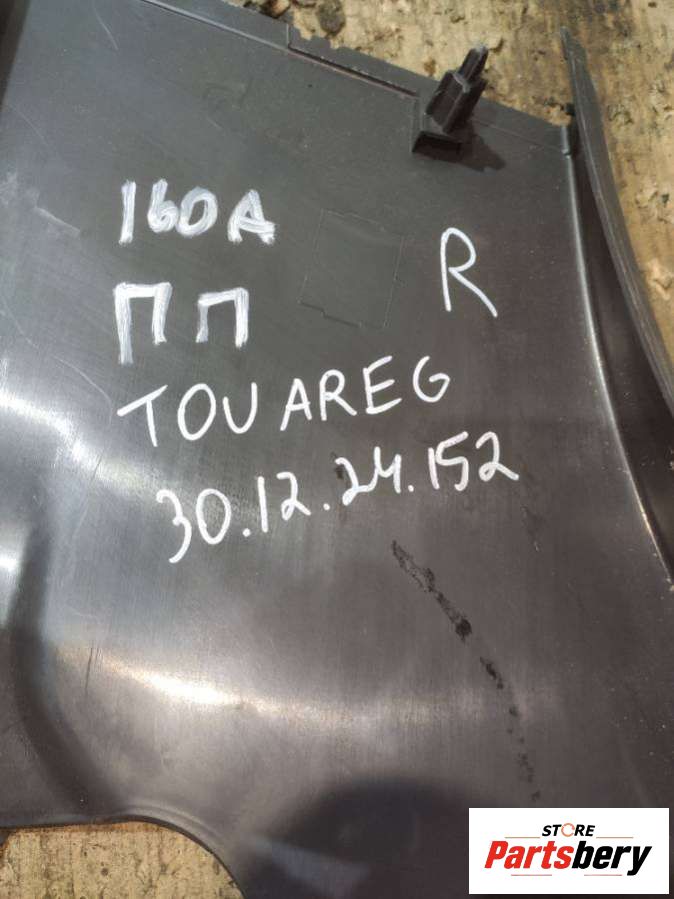 160A
R
ПП
TOUAREG
30.12.24.152
STORE
Partsbery